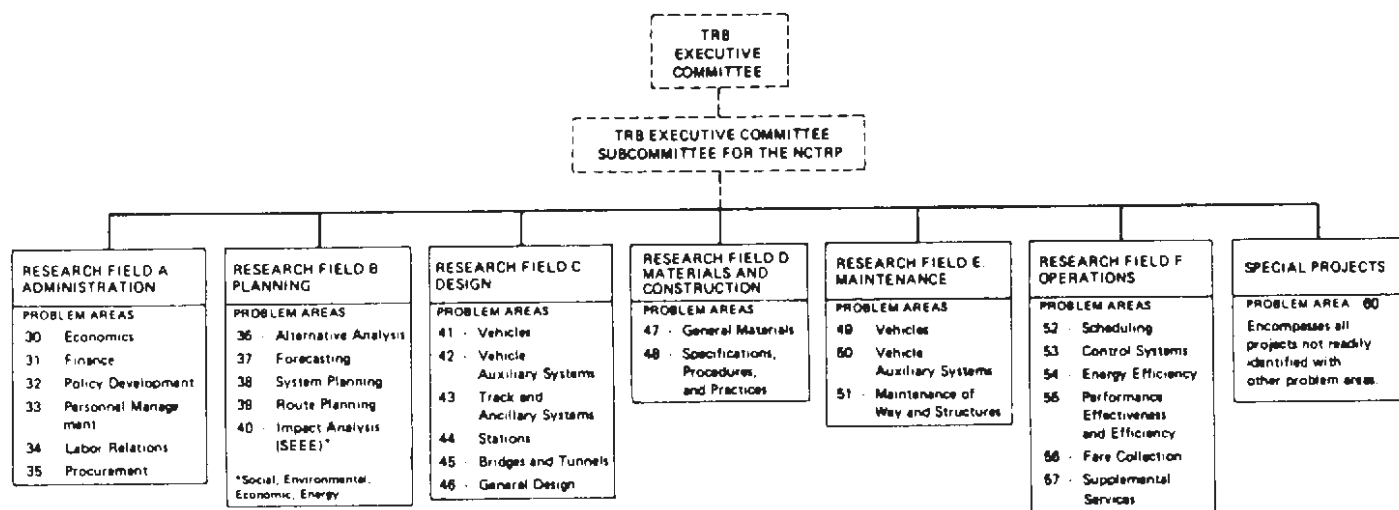 TRB
EXECUTIVE
COMMITTEE
TRB EXECUTIVE COMMITTEE
SUBCOMMITTEE FOR THE NCTRP
RESEARCH FIELD A
ADMINISTRATION
PROBLEM AREAS
30 Economics
31 Finance
32 Policy Development
33 Personnel Manage
ment
34 Labor Relations
35 Procurement
RESEARCH FIELD B
PLANNING
PROBLEM AREAS
36 - Alternative Analysis
37 Forecasting
38 System Planning
39 Route Planning
40 - Impact Analysis
(SEEE)*
*Social, Environmental,
Economic, Energy
RESEARCH FIELD C
DESIGN
PROBLEM AREAS
41 - Vehicles
42 - Vehicle
Auxiliary Systems
43 Track and
Ancillary Systems
44 Stations
45 - Bridges and Tunnels
46 - General Design
RESEARCH FIELD D
MATERIALS AND
CONSTRUCTION
PROBLEM AREAS
47 - General Materials
48 - Specifications,
Procedures,
and Practices
RESEARCH FIELD E.
MAINTENANCE
PROBLEM AREAS
49 Vehicles
50 Vehicle
Auxiliary Systems
51 - Maintenance of
Way and Structures
RESEARCH FIELD F
OPERATIONS
PROBLEM AREAS
52 - Scheduling
53 Control Systems
54 - Energy Efficiency
55 Performance
Effectiveness
and Efficiency
56 - Fare Collection
57 - Supplemental
Services
SPECIAL PROJECTS
PROBLEM AREA 60
Encompasses all
projects not readily
identified with
other problem areas.